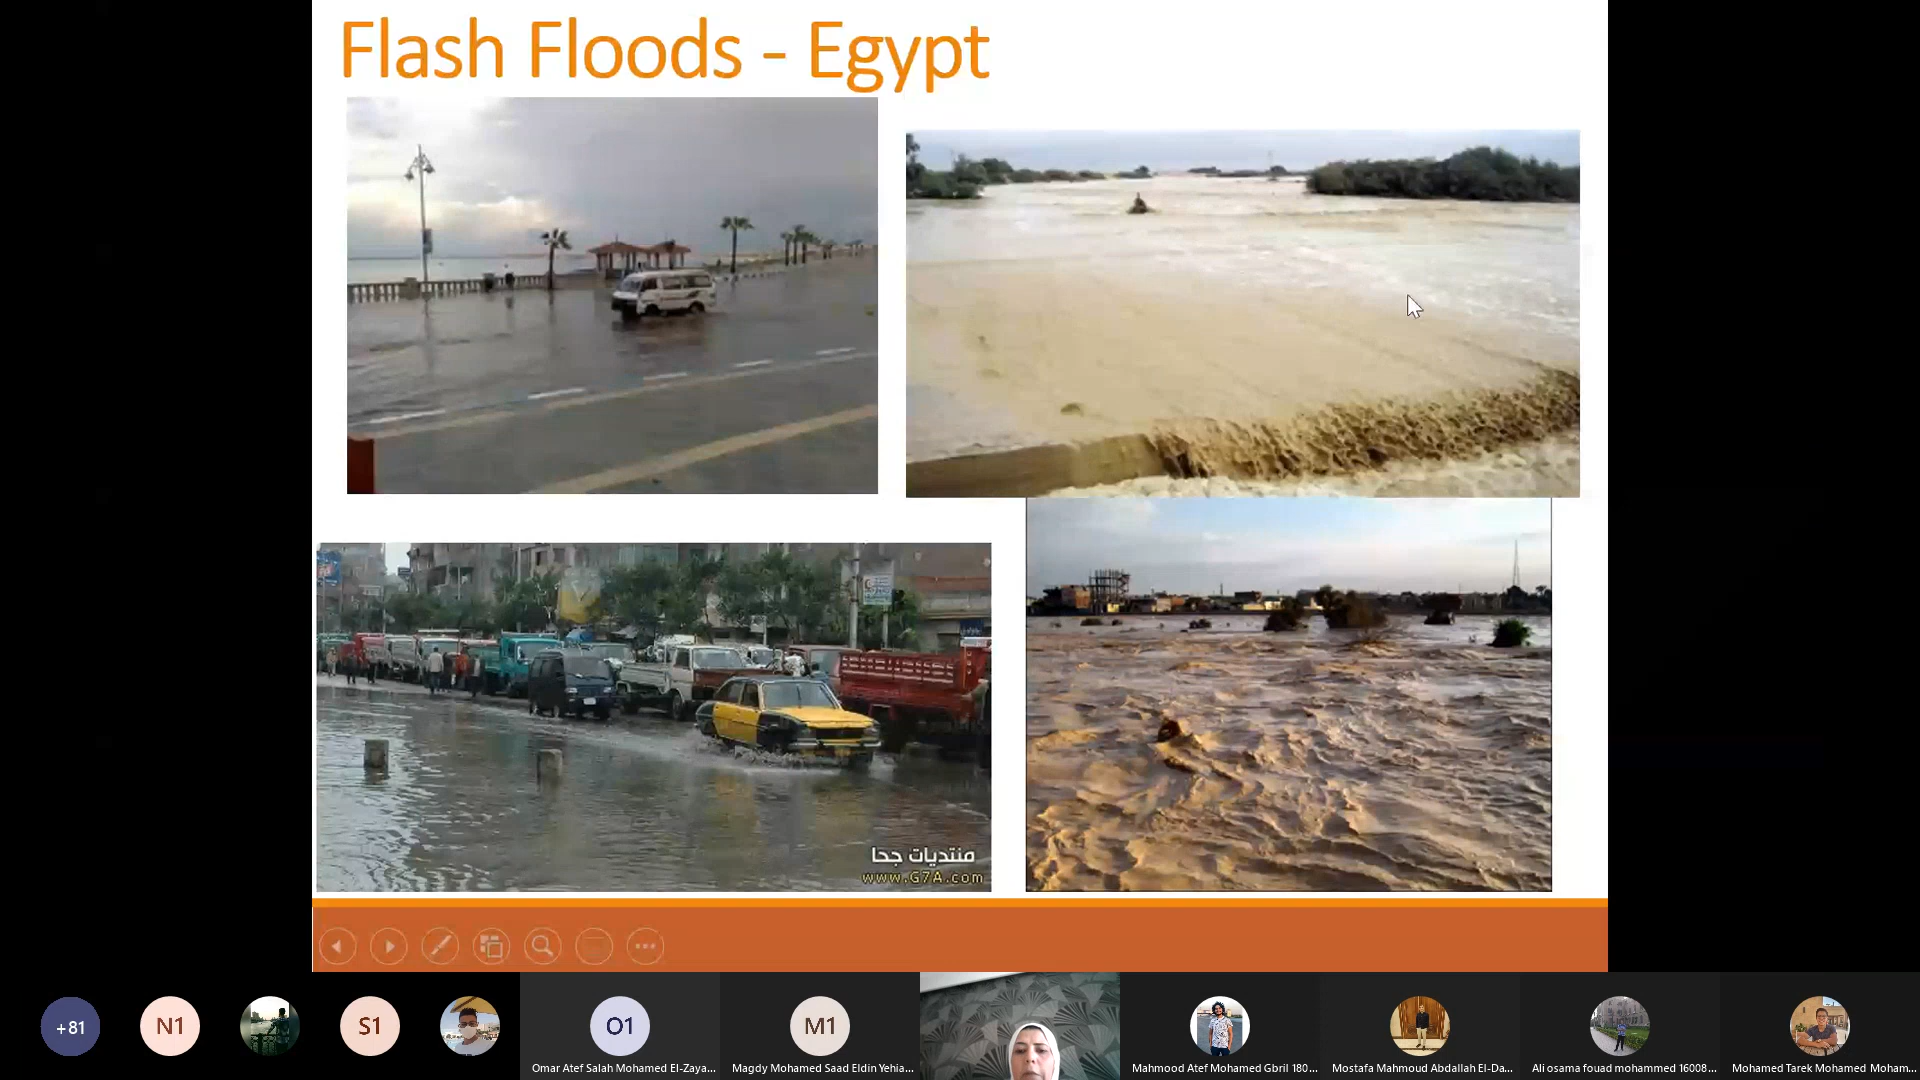 Flash Floods - Egypt
منتديات جحا
www.G7A.com
+81
N1
S1
O1
M1
Omar Atef Salah Mohamed El-Zaya...
Magdy Mohamed Saad Eldin Yehia...
Mahmood Atef Mohamed Gbril 180...
Mostafa Mahmoud Abdallah El-Da...
Ali osama fouad mohammed 16008...
Mohamed Tarek Mohamed Moham...